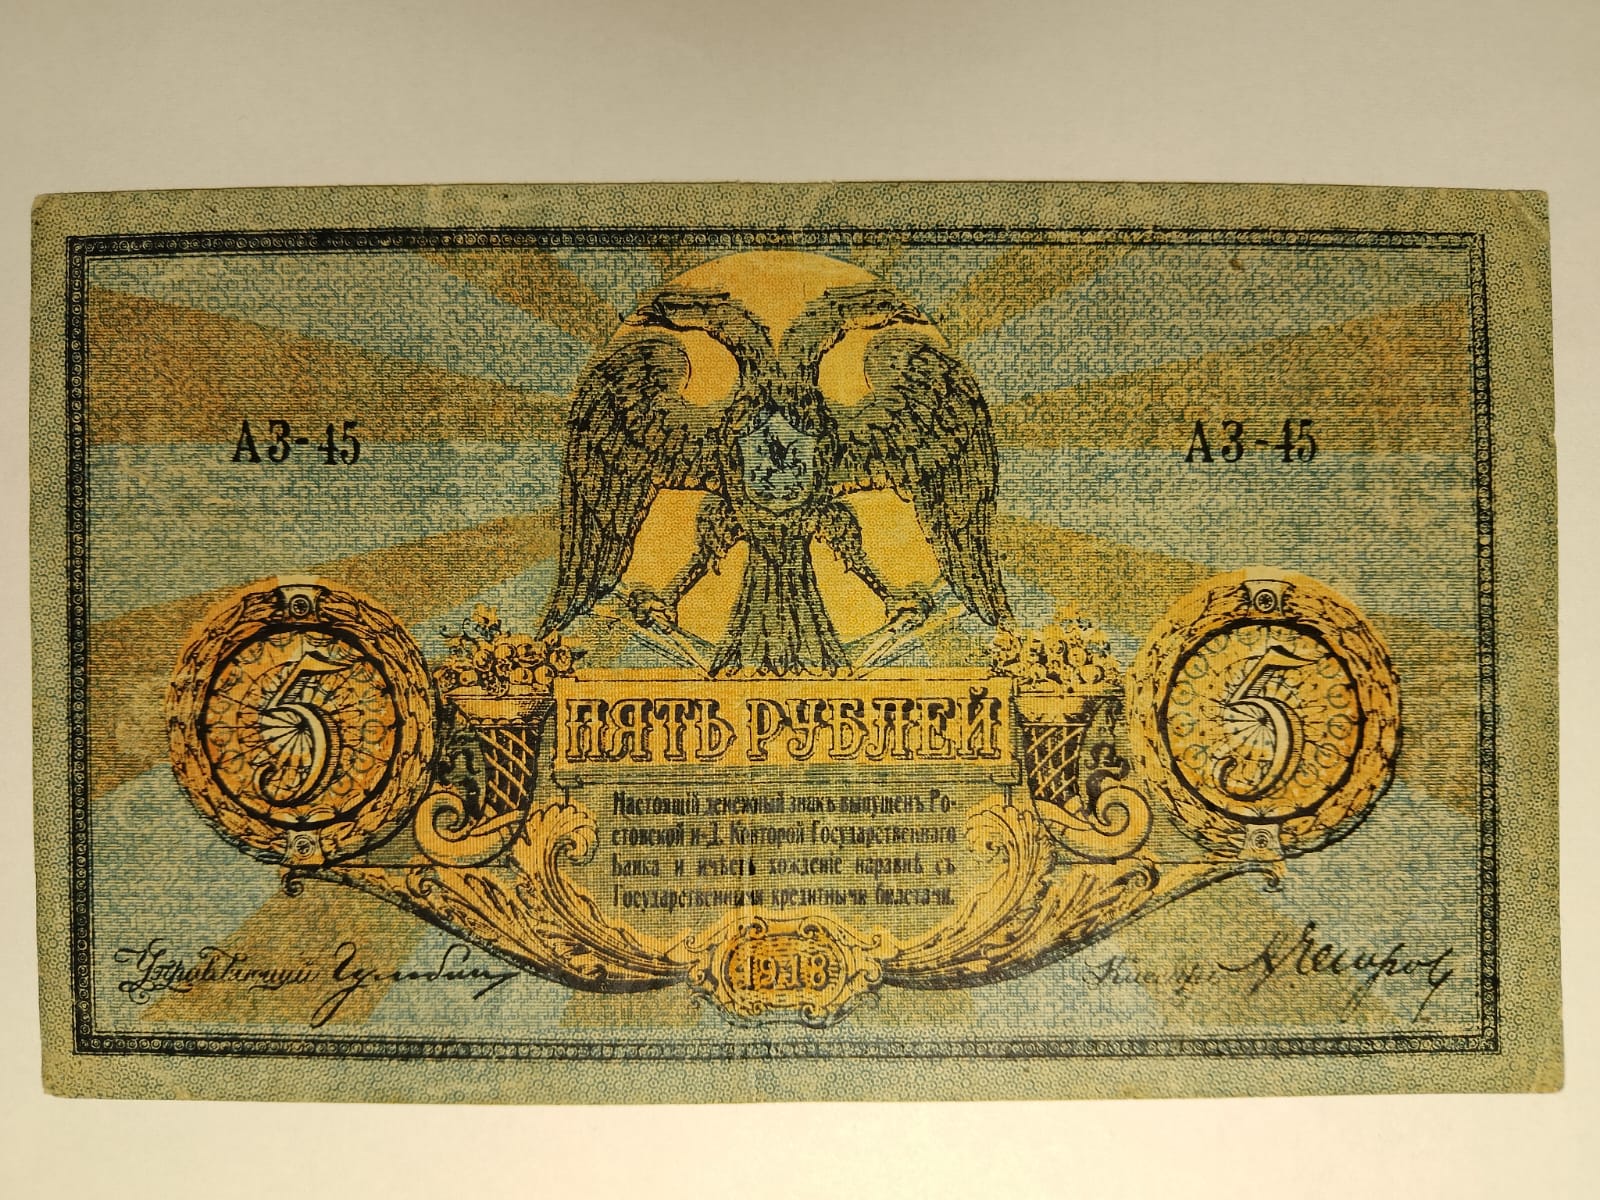 АЗ-45
АЗ-45
5
5
ПЯТЬ РУБЛЕЙ
Настоящій денежный знакъ выпущенъ Ро-
стовской н-Д. Конторой Государственнаго
Банка и имѣетъ хожденіе наравнѣ съ
Государственными кредитными билетами.
1918
Управляющій Гулбин
Кассиръ